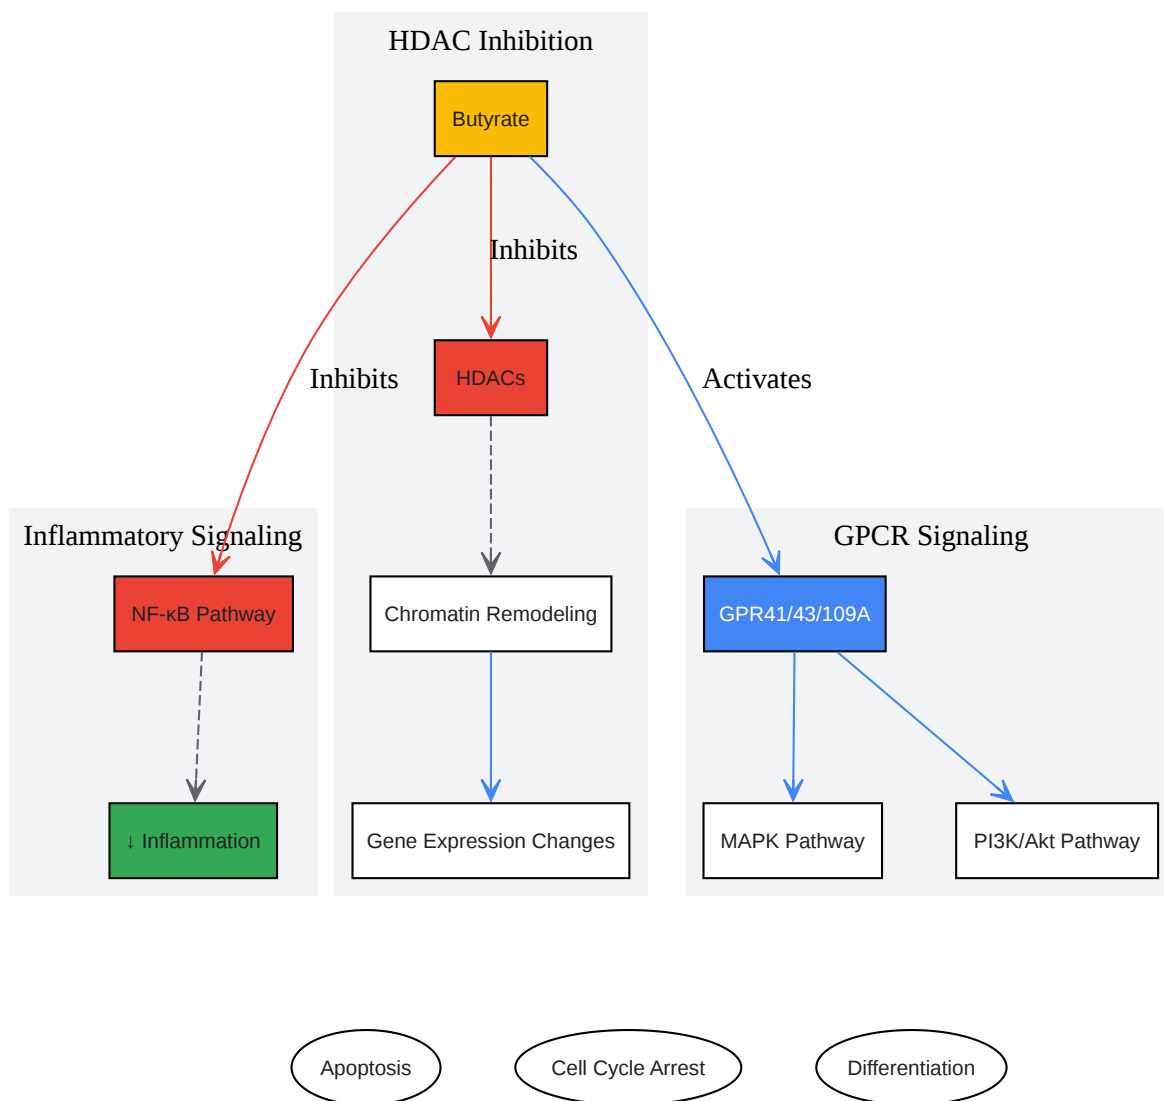 HDAC Inhibition
Butyrate
Inhibits
Inhibits
HDACs
Activates
Inflammatory Signaling
GPCR Signaling
NF-κB Pathway
Chromatin Remodeling
GPR41/43/109A
↓ Inflammation
Gene Expression Changes
MAPK Pathway
PI3K/Akt Pathway
Apoptosis
Cell Cycle Arrest
Differentiation